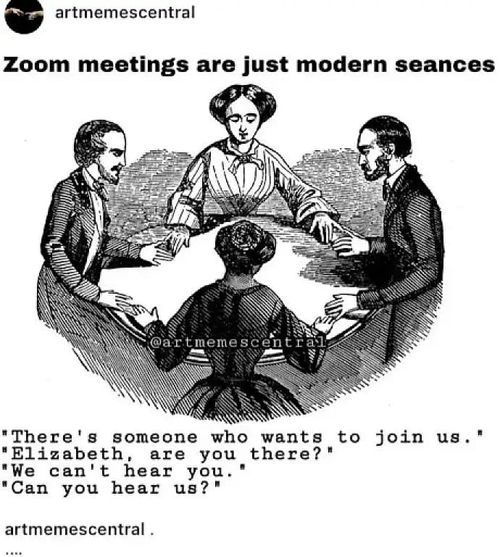 artmemescentral
Zoom meetings are just modern seances
@artmemescentral
"There's someone who wants to join us."
"Elizabeth, are you there?"
"We can't hear you."
"Can you hear us?"
artmemescentral .
....